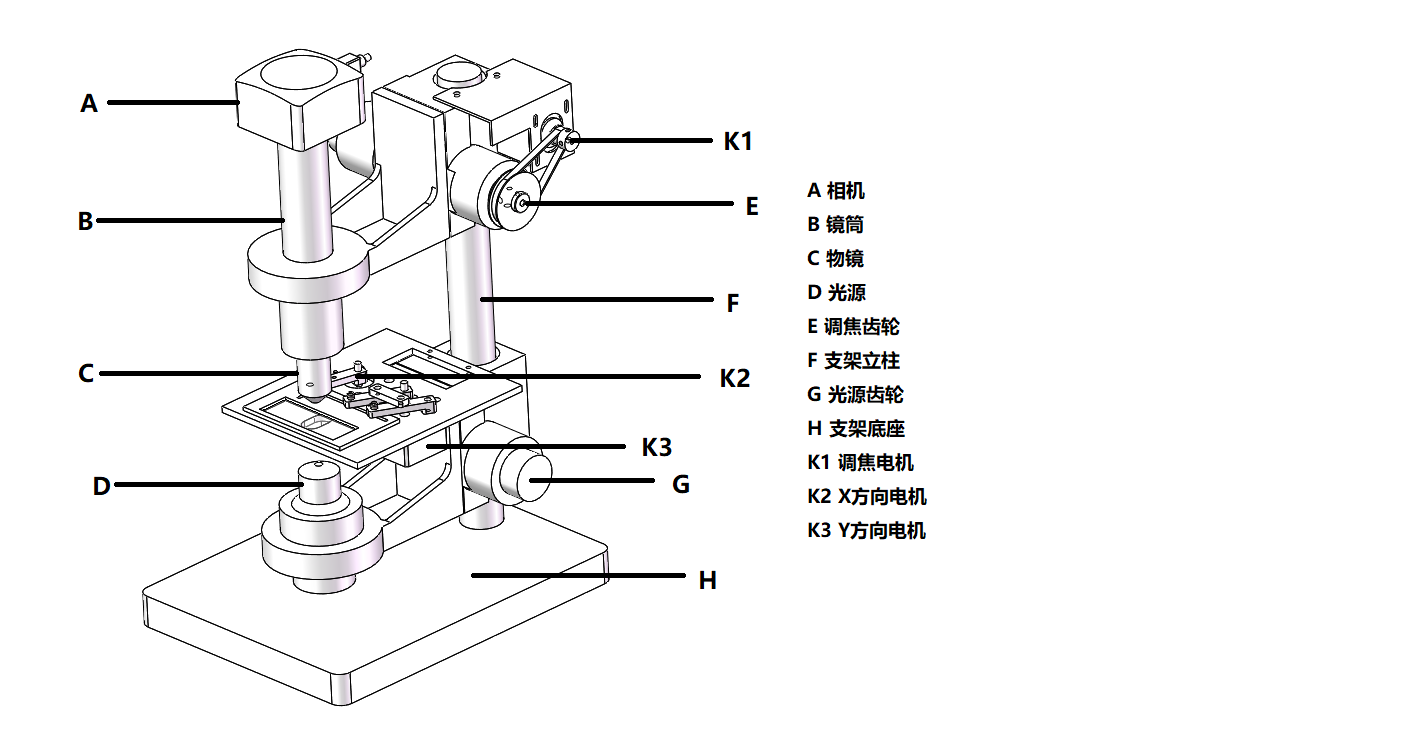 A
B
C
D
K1
E
F
K2
K3
G
H
A 相机
B 镜筒
C 物镜
D 光源
E 调焦齿轮
F 支架立柱
G 光源齿轮
H 支架底座
K1 调焦电机
K2 X方向电机
K3 Y方向电机